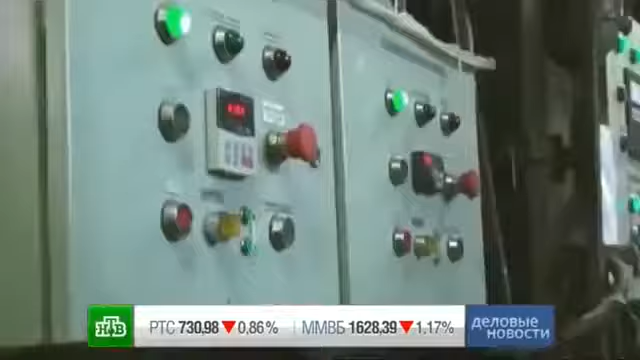 НТВ
РТС 730,98 ▼ 0,86% | ММВБ 1628,39 ▼ 1.17%
деловые
НОВОСТИ